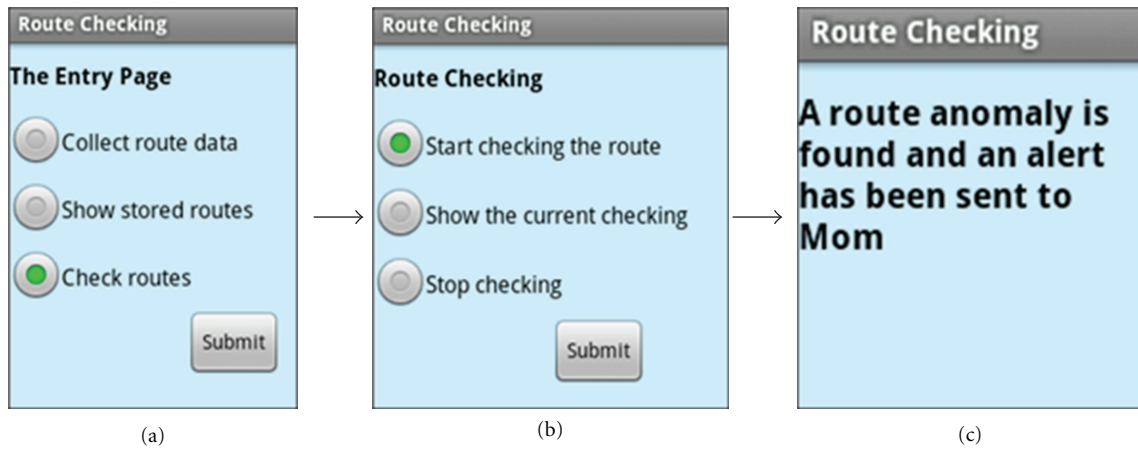 Route Checking
The Entry Page
Collect route data
Show stored routes
Check routes
Submit
(a)
Route Checking
Route Checking
Start checking the route
Show the current checking
Stop checking
Submit
(b)
Route Checking
A route anomaly is
found and an alert
has been sent to
Mom
(c)